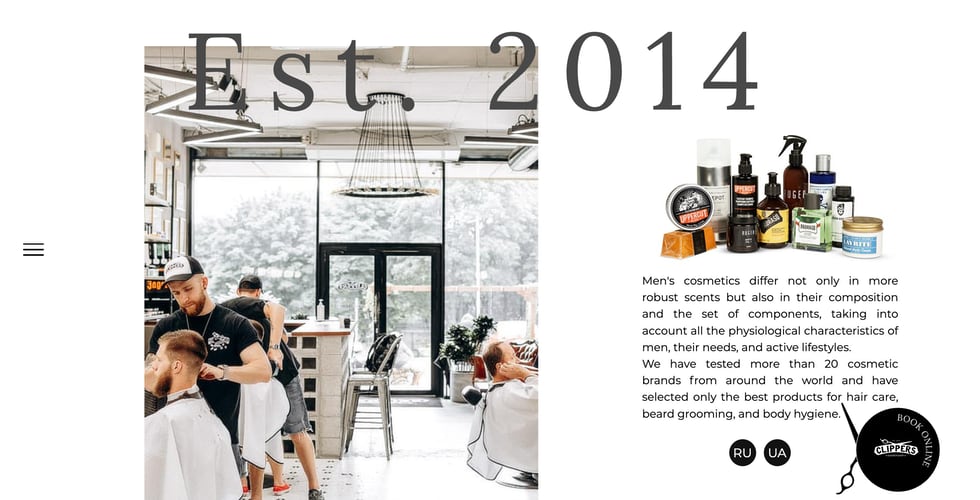 Est. 2014
UPPERCUT
UPPERCUT
LAYRITE
Men's cosmetics differ not only in more
robust scents but also in their composition
and the set of components, taking into
account all the physiological characteristics of
men, their needs, and active lifestyles.
We have tested more than 20 cosmetic
brands from around the world and have
selected only the best products for hair care,
beard grooming, and body hygiene.
RU UA
BOOK ONLINE
CLIPPERS